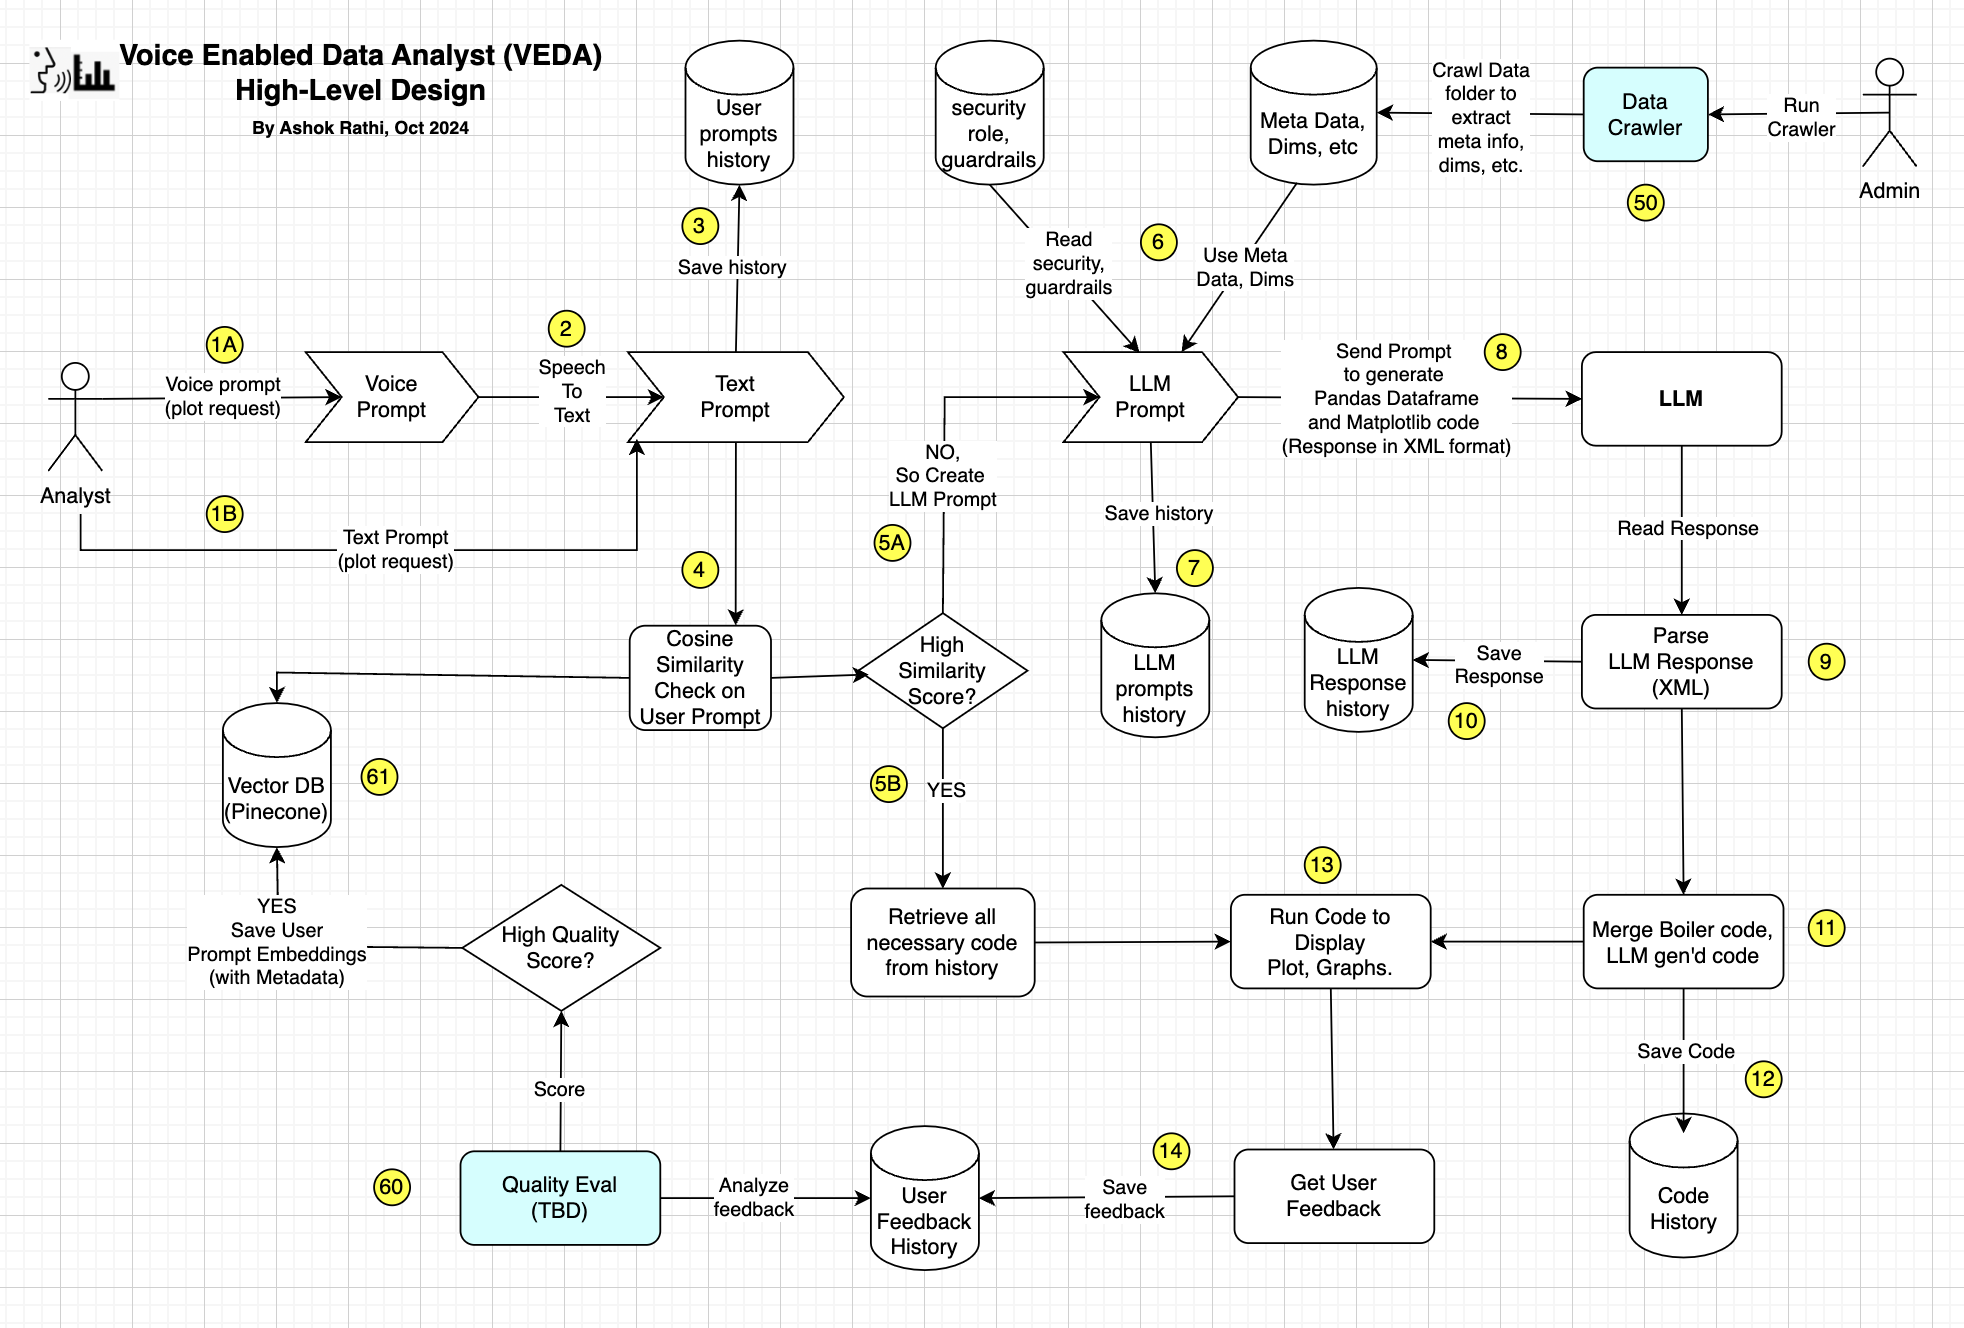 Voice Enabled Data Analyst (VEDA)
High-Level Design
By Ashok Rathi, Oct 2024
User
prompts
history
security
role,
guardrails
Meta Data,
Dims, etc
Crawl Data
folder to
extract
meta info,
dims, etc.
Data
Crawler
Run
Crawler
Admin
50
3
Save history
Read
security,
guardrails
6
Use Meta
Data, Dims
1A
Voice prompt
(plot request)
Voice
Prompt
2
Speech
To
Text
Text
Prompt
LLM
Prompt
Send Prompt
to generate
Pandas Dataframe
and Matplotlib code
(Response in XML format)
8
LLM
Analyst
1B
Text Prompt
(plot request)
4
NO,
So Create
LLM Prompt
5A
Save history
7
Read Response
Cosine
Similarity
Check on
User Prompt
High
Similarity
Score?
LLM
prompts
history
LLM
Response
history
Save
Response
10
Parse
LLM Response
(XML)
9
Vector DB
(Pinecone)
61
5B
YES
13
YES
Save User
Prompt Embeddings
(with Metadata)
High Quality
Score?
Retrieve all
necessary code
from history
Run Code to
Display
Plot, Graphs.
Merge Boiler code,
LLM gen'd code
11
Score
Save Code
12
60
Quality Eval
(TBD)
Analyze
feedback
User
Feedback
History
14
Save
feedback
Get User
Feedback
Code
History